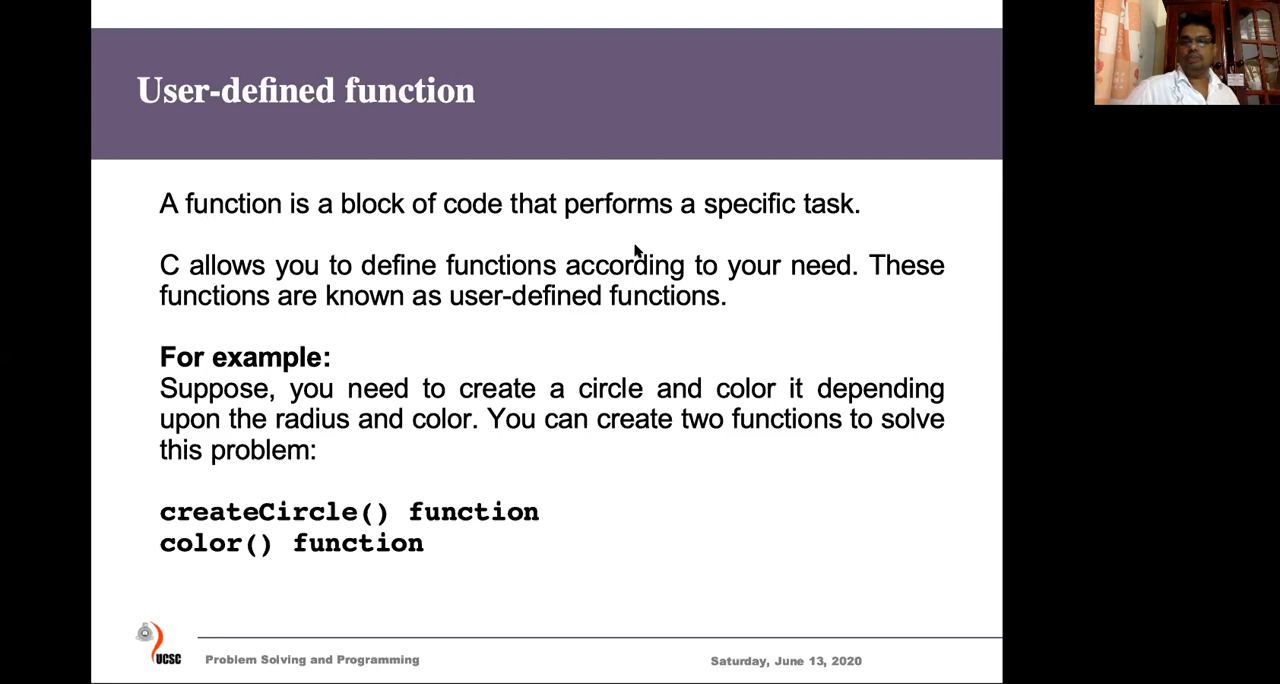 User-defined function
A function is a block of code that performs a specific task.
C allows you to define functions according to your need. These
functions are known as user-defined functions.
For example:
Suppose, you need to create a circle and color it depending
upon the radius and color. You can create two functions to solve
this problem:
createCircle() function
color() function
UCSC
Problem Solving and Programming
Saturday, June 13, 2020